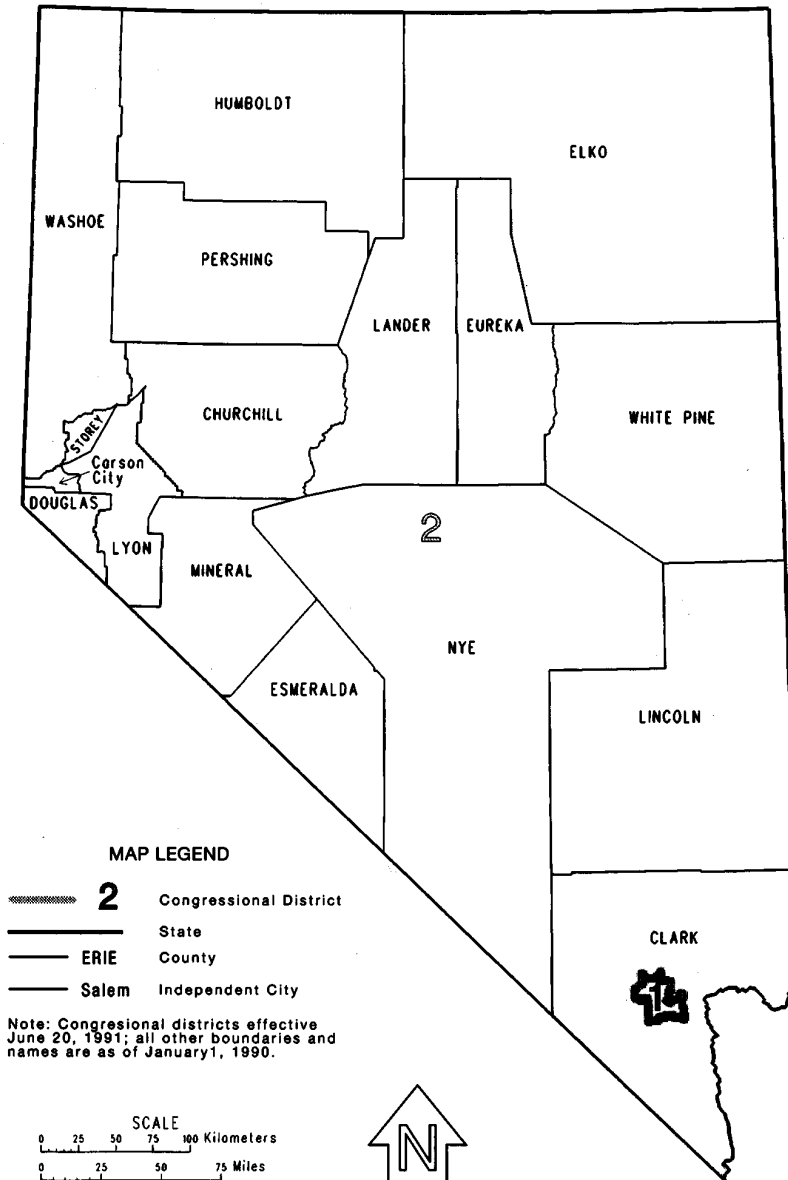 HUMBOLDT
ELKO
WASHOE
PERSHING
LANDER
EUREKA
CHURCHILL
WHITE PINE
STOREY
Carson
City
DOUGLAS
LYON
2
MINERAL
NYE
ESMERALDA
LINCOLN
CLARK
1
MAP LEGEND
2 Congressional District
State
ERIE County
Salem Independent City
Note: Congresional districts effective
June 20, 1991; all other boundaries and
names are as of January1, 1990.
SCALE
0 25 50 75 100 Kilometers
0 25 50 75 Miles
N